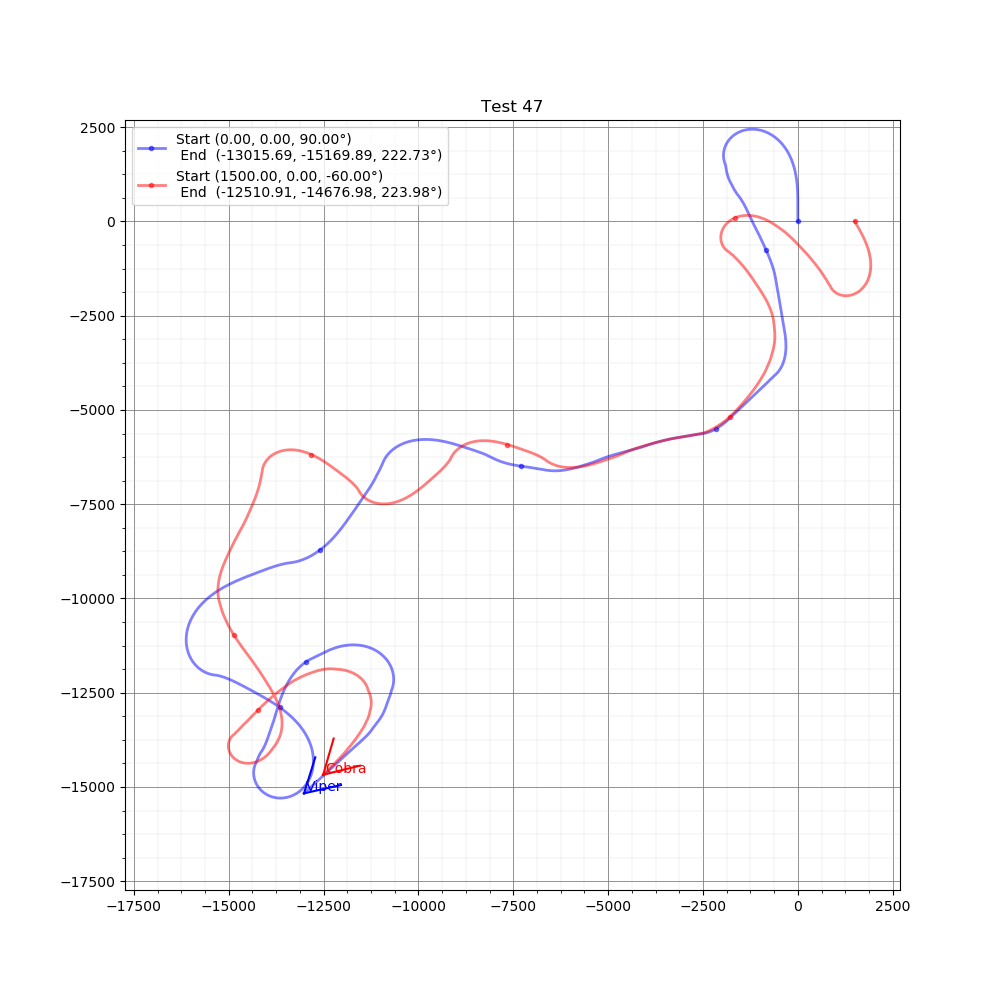 Test 47
Start (0.00, 0.00, 90.00°)
End (-13015.69, -15169.89, 222.73°)
Start (1500.00, 0.00, -60.00°)
End (-12510.91, -14676.98, 223.98°)
2500
0
−2500
−5000
−7500
−10000
−12500
−15000
−17500
Cobra
Viper
−17500 −15000 −12500 −10000 −7500 −5000 −2500 0 2500